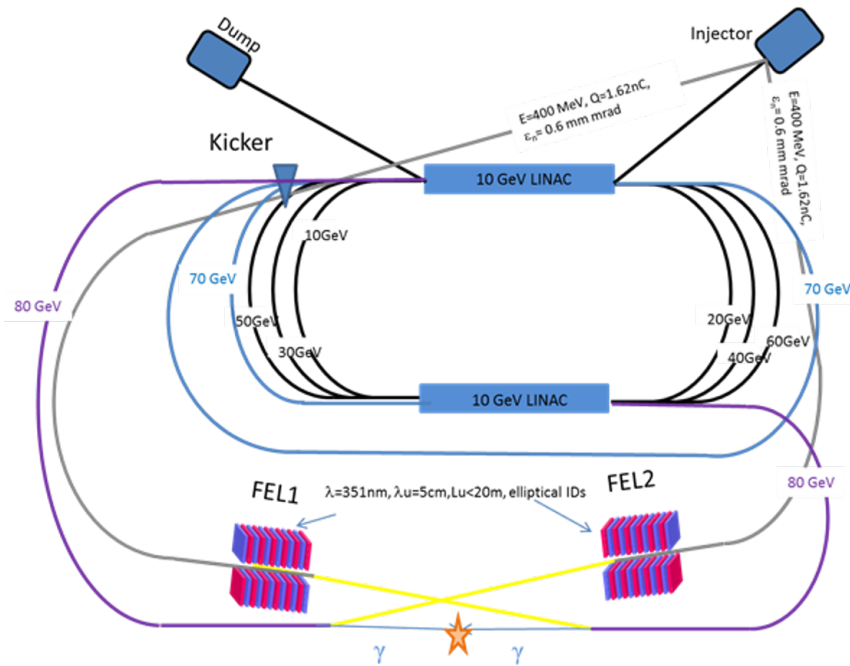 Dump
Injector
E=400 MeV, Q=1.62nC,
εn= 0.6 mm mrad
E=400 MeV, Q=1.62nC,
εn= 0.6 mm mrad
Kicker
10 GeV LINAC
10GeV
70 GeV
70 GeV
80 GeV
50GeV
20GeV
60GeV
30GeV
40GeV
10 GeV LINAC
80 GeV
FEL1
λ=351nm, λu=5cm,Lu<20m, elliptical IDs
FEL2
γ
γ